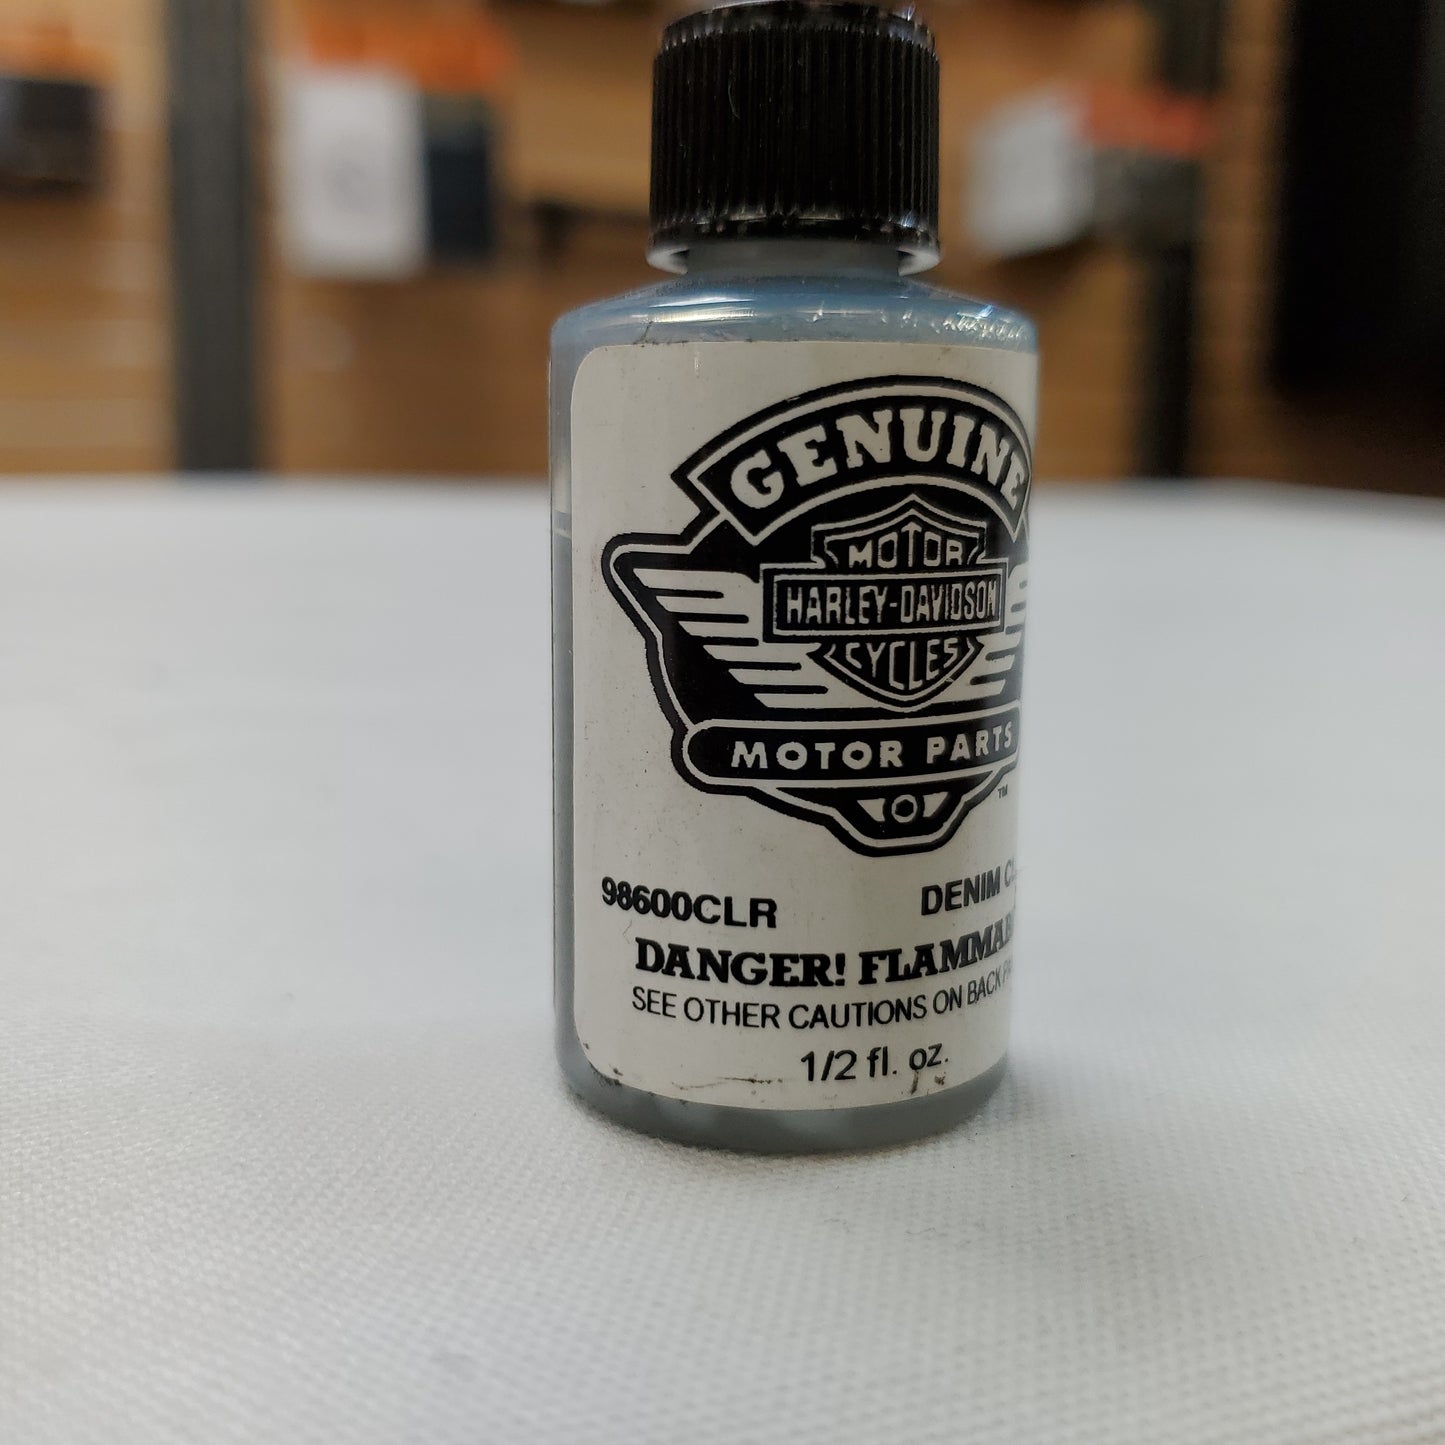 GENUINE
MOTOR
HARLEY-DAVIDSON
CYCLES
MOTOR PARTS
TM
98600CLR DENIM
DANGER!
SEE OTHER CAUTIONS ON BACK
1/2 fl. oz.